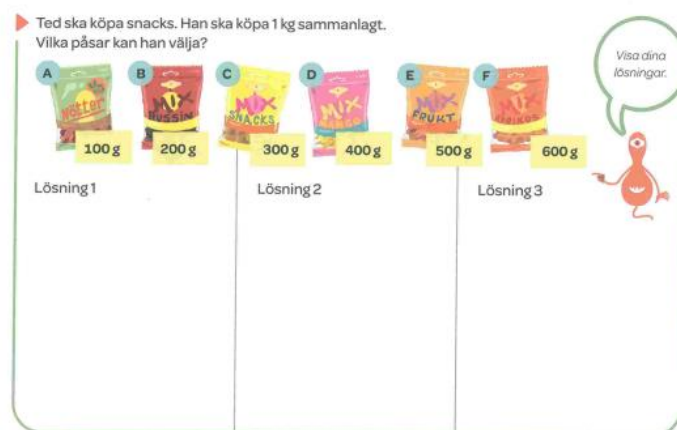 Ted ska köpa snacks. Han ska köpa 1 kg sammanlagt.
Vilka påsar kan han välja?
Visa dina
lösningar.
A
B
C
D
E
F
Nötter
MIX
RUSSIN
MIX
SNACKS
MIX
MIX
FRUKT
MIX
100 g
200 g
300 g
400 g
500 g
600 g
Lösning 1
Lösning 2
Lösning 3